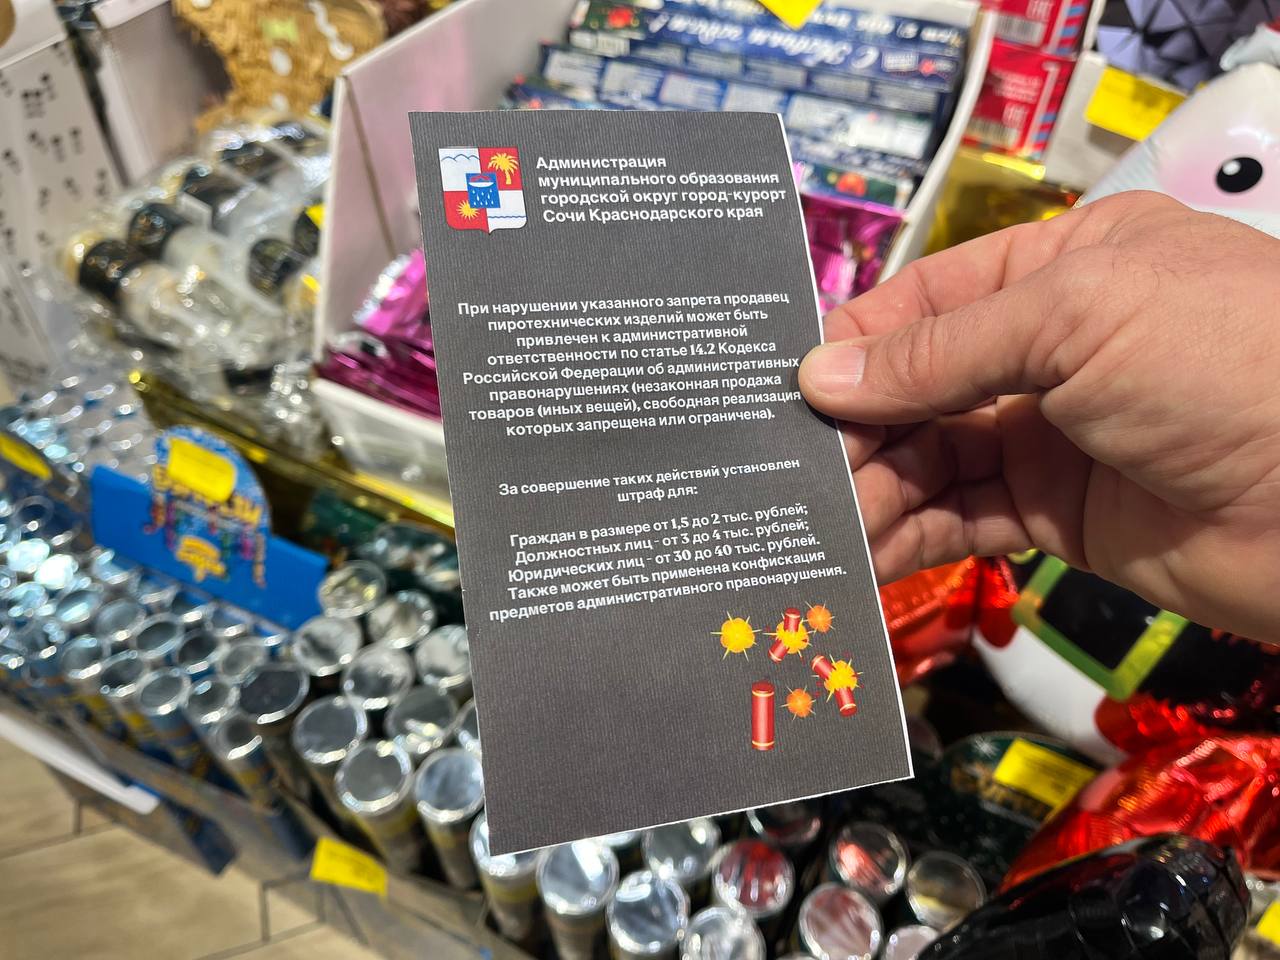 С Новым годом!
Администрация
муниципального образования
городской округ город-курорт
Сочи Краснодарского края
При нарушении указанного запрета продавец
пиротехнических изделий может быть
привлечен к административной
ответственности по статье 14.2 Кодекса
Российской Федерации об административных
правонарушениях (незаконная продажа
товаров (иных вещей), свободная реализация
которых запрещена или ограничена).
За совершение таких действий установлен
штраф для:
Граждан в размере от 1,5 до 2 тыс. рублей;
Должностных лиц - от 3 до 4 тыс. рублей;
Юридических лиц - от 30 до 40 тыс. рублей.
Также может быть применена конфискация
предметов административного правонарушения.